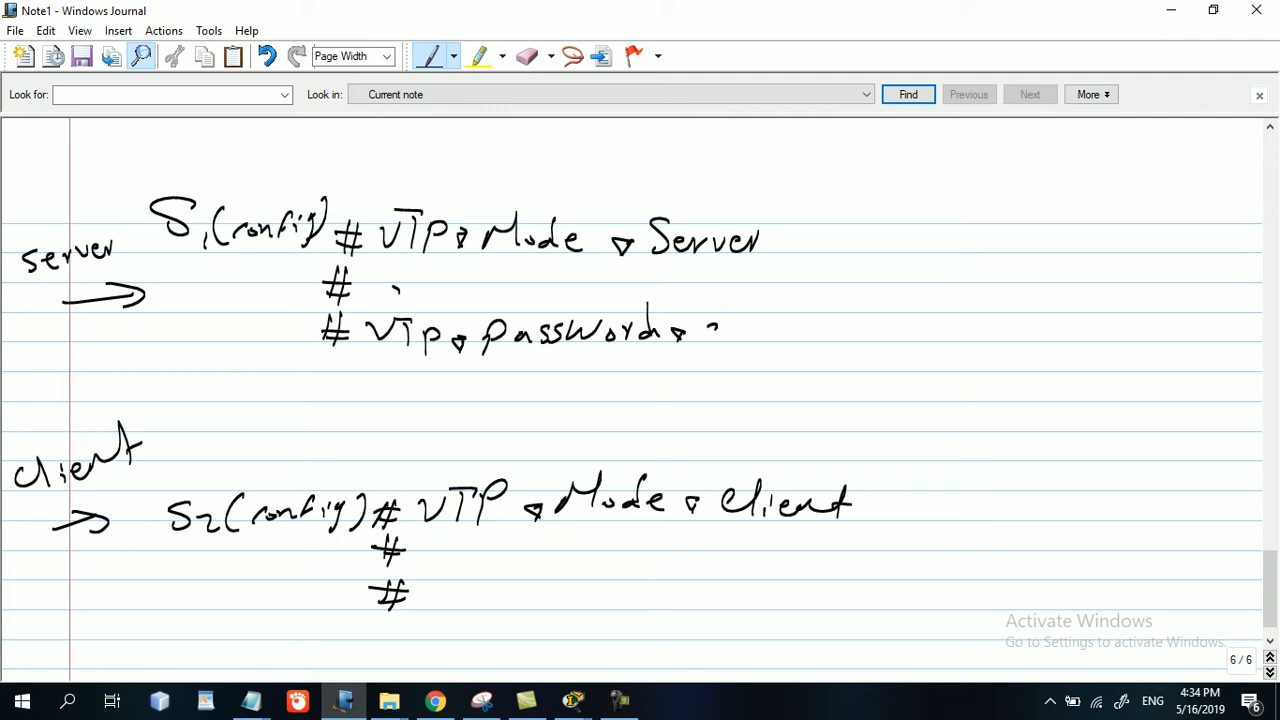 Note1 - Windows Journal
File Edit View Insert Actions Tools Help
Page Width
Look for: Look in: Current note Find Previous Next More
server
S1(config)# VTP Mode Server
#
# VTP password
client
S2(config)# VTP Mode Client
#
#
Activate Windows
Go to Settings to activate Windows.
6 / 6
ENG
4:34 PM
5/16/2019
6